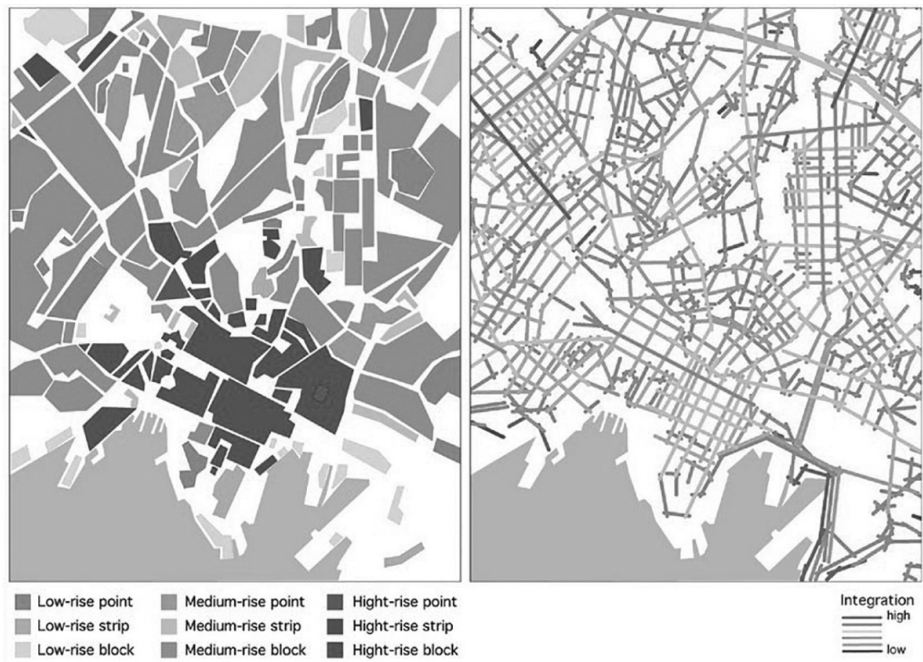 Low-rise point
Medium-rise point
Hight-rise point
Low-rise strip
Medium-rise strip
Hight-rise strip
Low-rise block
Medium-rise block
Hight-rise block
Integration
high
low